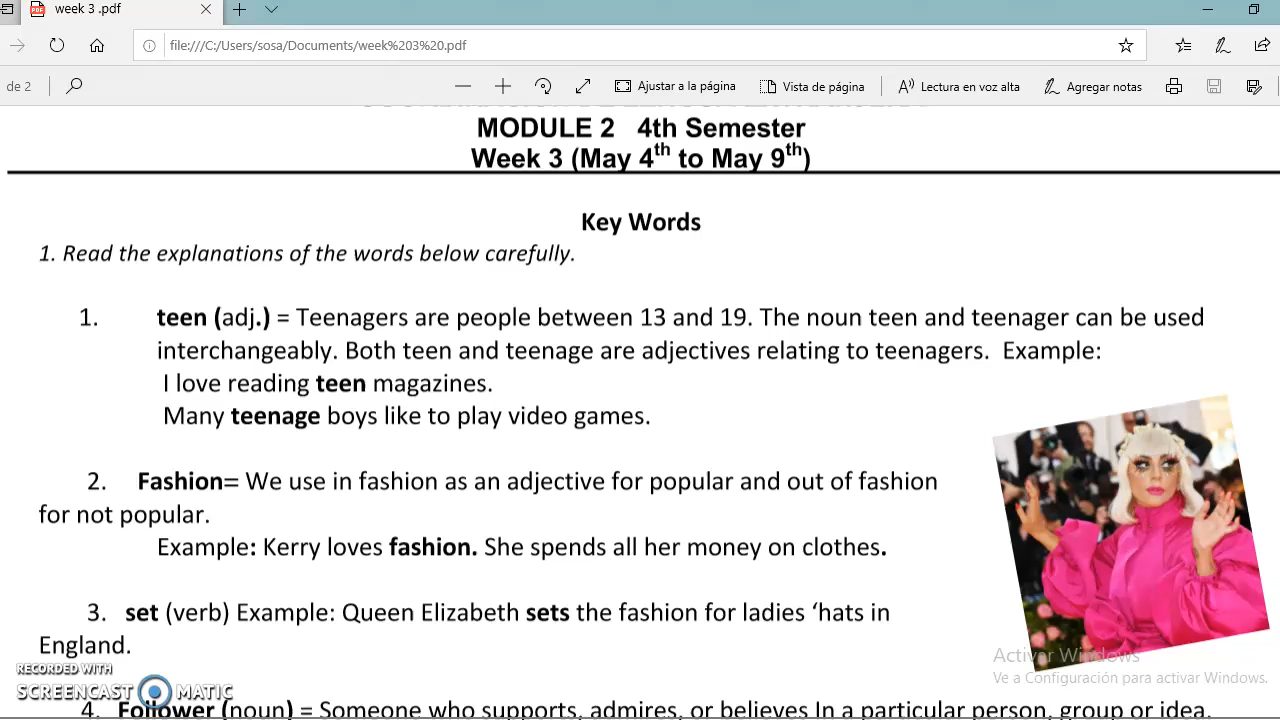 week 3 .pdf
file:///C:/Users/sosa/Documents/week%203%20.pdf
de 2
Ajustar a la página
Vista de página
Lectura en voz alta
Agregar notas
MODULE 2 4th Semester
Week 3 (May 4th to May 9th)
Key Words
1. Read the explanations of the words below carefully.
1. teen (adj.) = Teenagers are people between 13 and 19. The noun teen and teenager can be used
interchangeably. Both teen and teenage are adjectives relating to teenagers. Example:
I love reading teen magazines.
Many teenage boys like to play video games.
2. Fashion= We use in fashion as an adjective for popular and out of fashion
for not popular.
Example: Kerry loves fashion. She spends all her money on clothes.
3. set (verb) Example: Queen Elizabeth sets the fashion for ladies ‘hats in
England.
Activar Windows
Ve a Configuración para activar Windows.
RECORDED WITH
SCREENCAST MATIC
4. Follower (noun) = Someone who supports, admires, or believes In a particular person, group or idea.